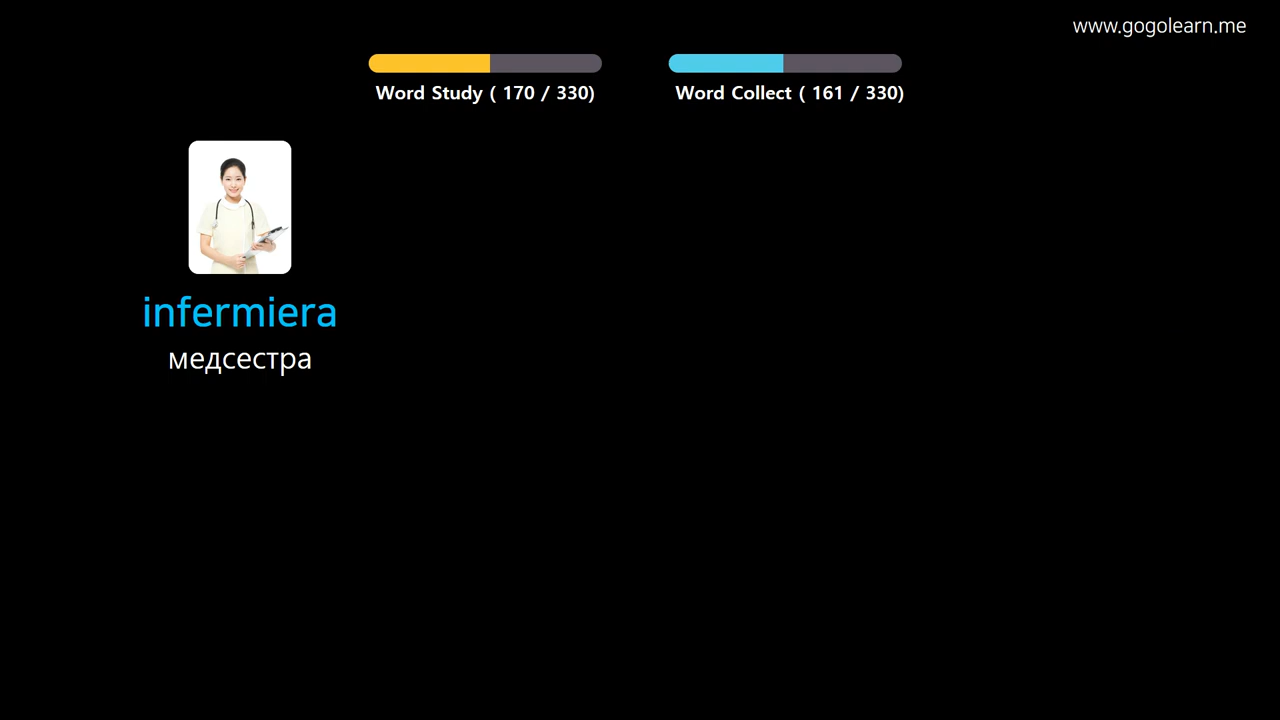 www.gogolearn.me
Word Study ( 170 / 330)
Word Collect ( 161 / 330)
infermiera
медсестра